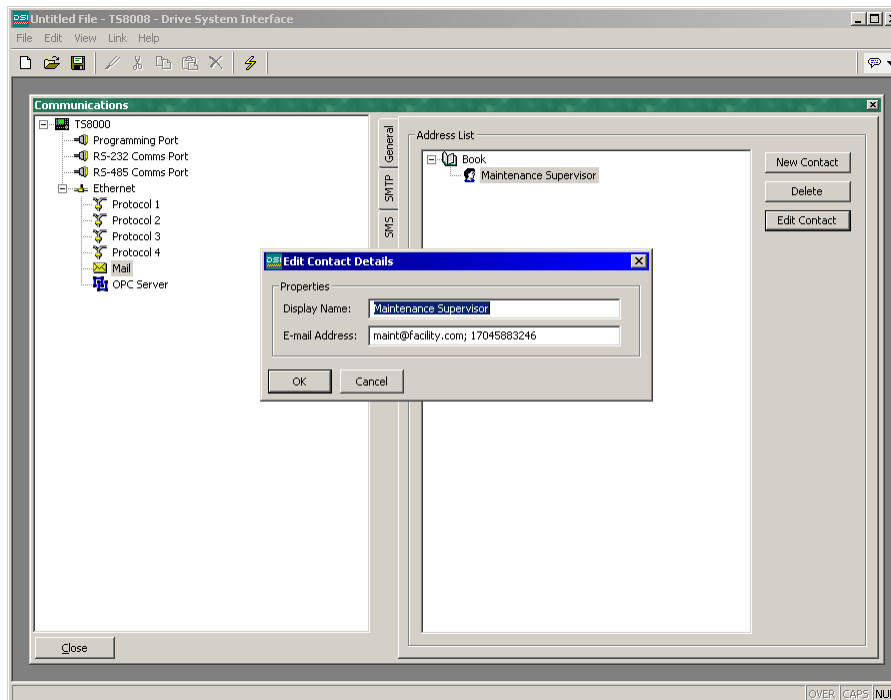 DSI Untitled File - TS8008 - Drive System Interface
File Edit View Link Help
Communications
TS8000
Programming Port
RS-232 Comms Port
RS-485 Comms Port
Ethernet
Protocol 1
Protocol 2
Protocol 3
Protocol 4
Mail
OPC Server
General
SMTP
SMS
Address List
Book
Maintenance Supervisor
New Contact
Delete
Edit Contact
DSI Edit Contact Details
Properties
Display Name: Maintenance Supervisor
E-mail Address: maint@facility.com; 17045883246
OK Cancel
Close
OVER CAPS NU